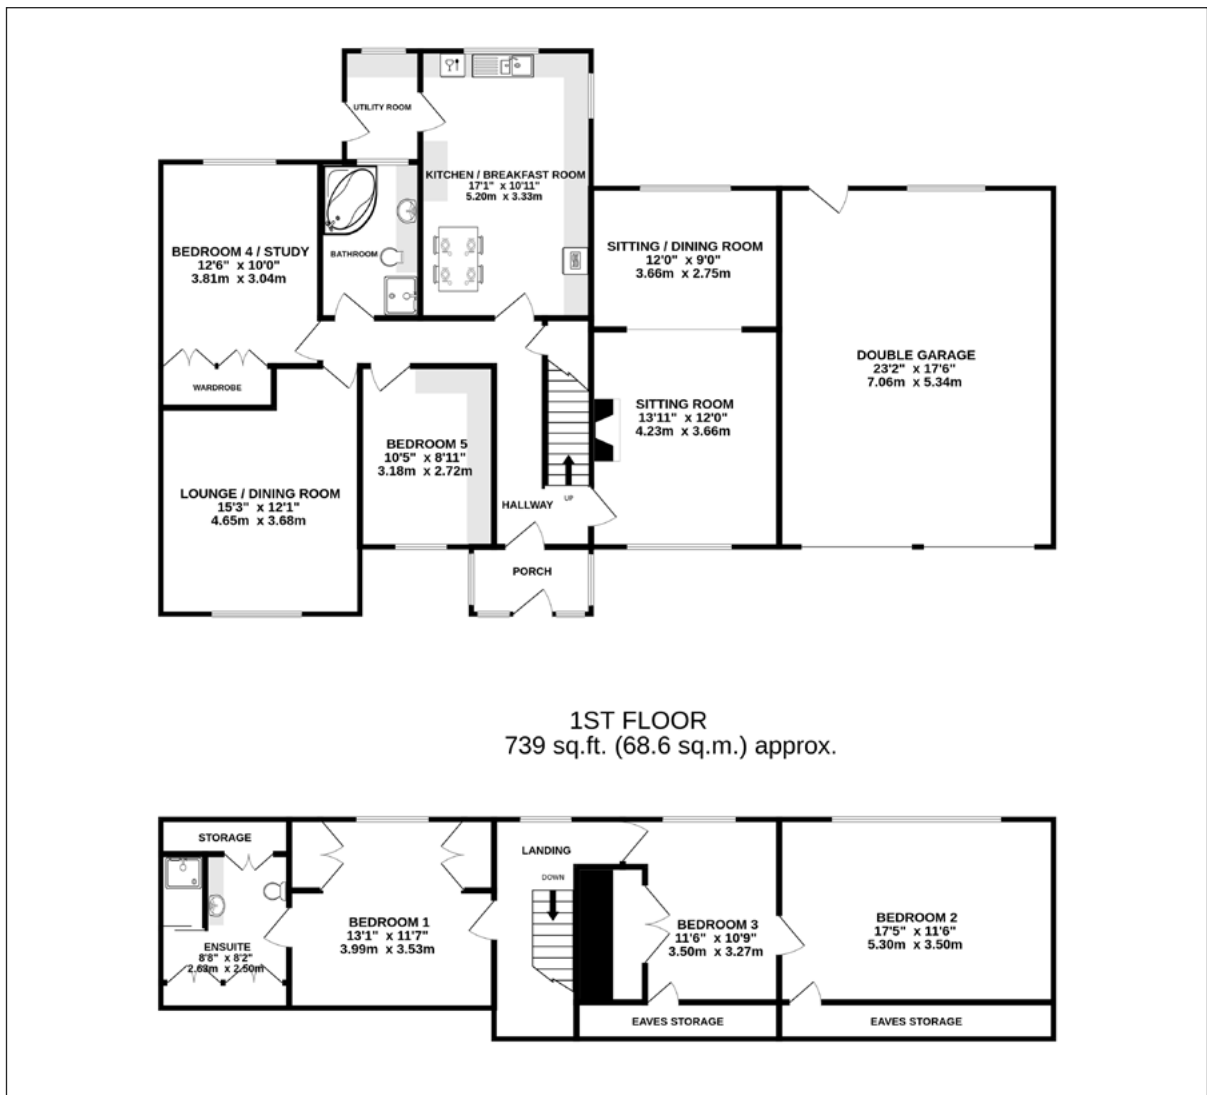 UTILITY ROOM
KITCHEN / BREAKFAST ROOM
17'1" x 10'11"
5.20m x 3.33m
BEDROOM 4 / STUDY
12'6" x 10'0"
3.81m x 3.04m
BATHROOM
SITTING / DINING ROOM
12'0" x 9'0"
3.66m x 2.75m
DOUBLE GARAGE
23'2" x 17'6"
7.06m x 5.34m
WARDROBE
SITTING ROOM
13'11" x 12'0"
4.23m x 3.66m
BEDROOM 5
10'5" x 8'11"
3.18m x 2.72m
LOUNGE / DINING ROOM
15'3" x 12'1"
4.65m x 3.68m
UP
HALLWAY
PORCH
1ST FLOOR
739 sq.ft. (68.6 sq.m.) approx.
STORAGE
LANDING
DOWN
BEDROOM 1
13'1" x 11'7"
3.99m x 3.53m
BEDROOM 3
11'6" x 10'9"
3.50m x 3.27m
BEDROOM 2
17'5" x 11'6"
5.30m x 3.50m
ENSUITE
8'8" x 8'2"
2.63m x 2.50m
EAVES STORAGE
EAVES STORAGE